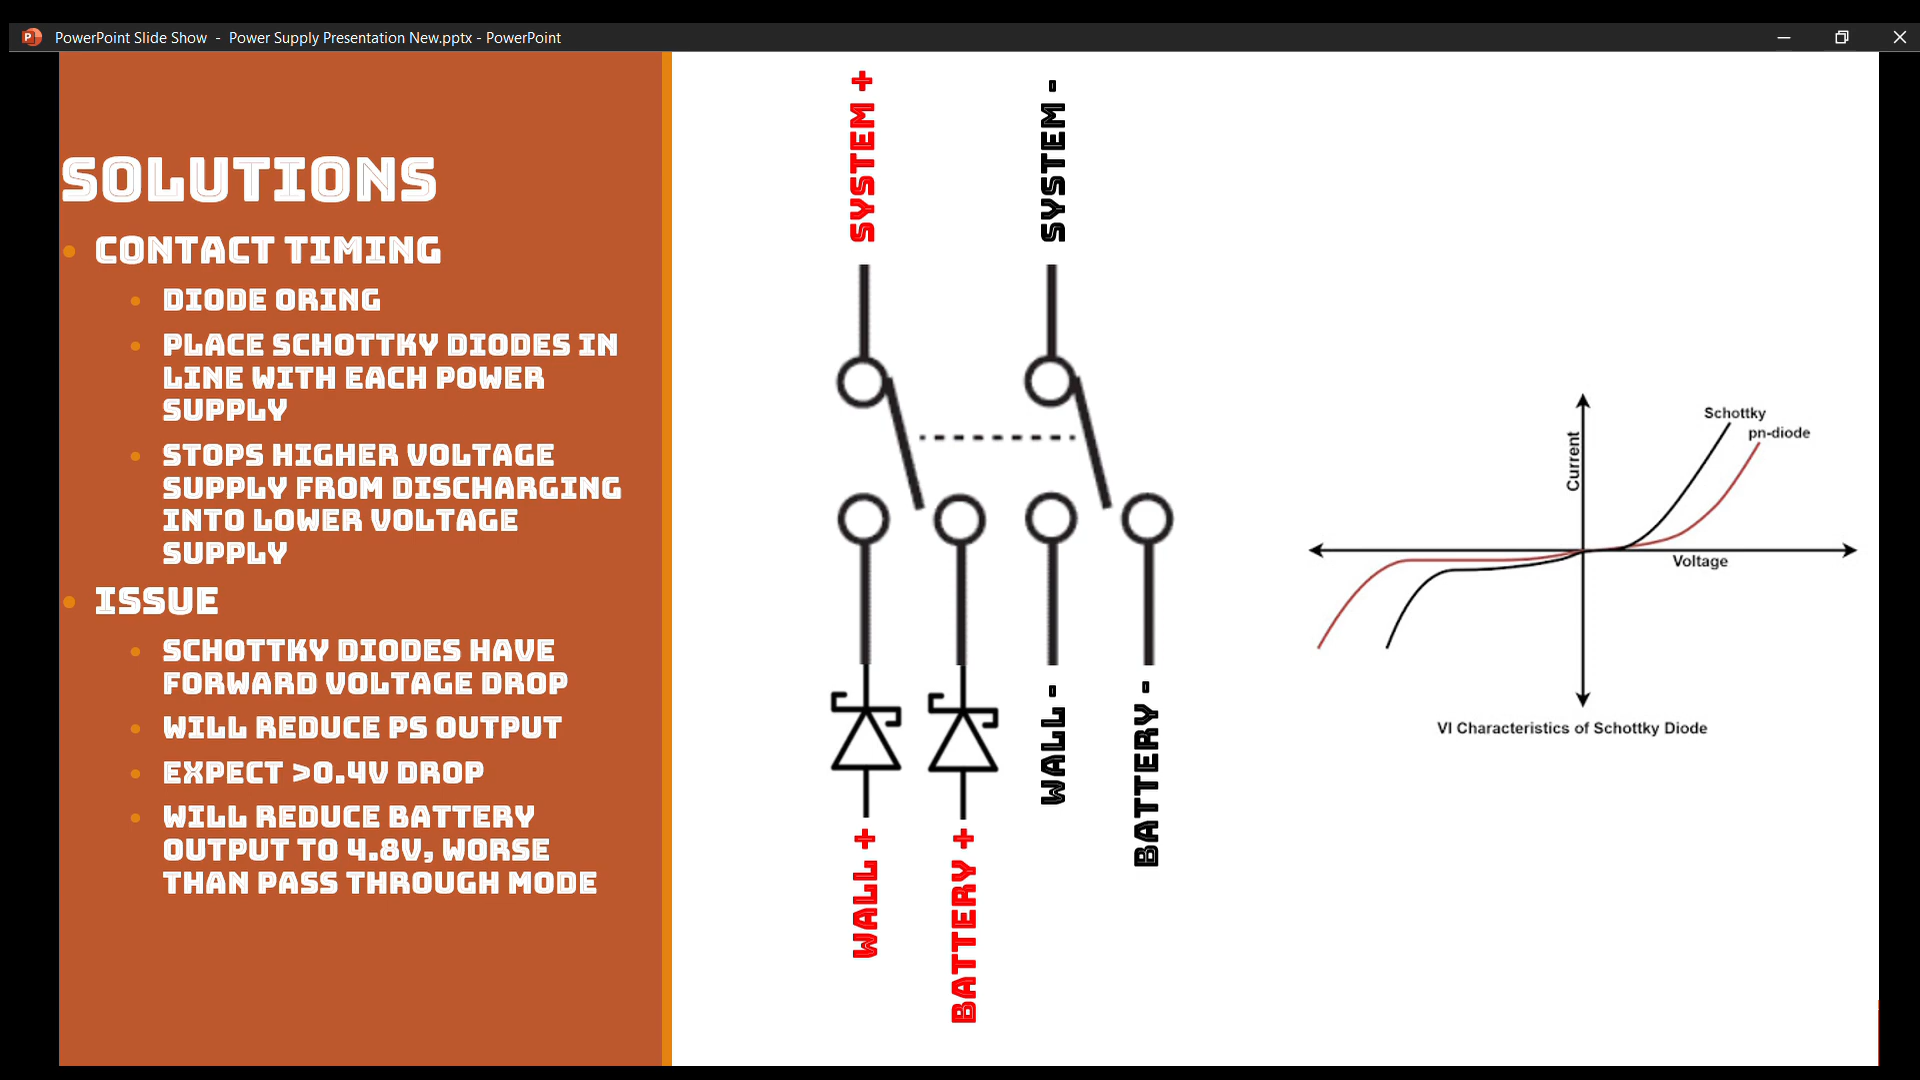 PowerPoint Slide Show - Power Supply Presentation New.pptx - PowerPoint
SOLUTIONS
CONTACT TIMING
DIODE ORING
PLACE SCHOTTKY DIODES IN
LINE WITH EACH POWER
SUPPLY
STOPS HIGHER VOLTAGE
SUPPLY FROM DISCHARGING
INTO LOWER VOLTAGE
SUPPLY
ISSUE
SCHOTTKY DIODES HAVE
FORWARD VOLTAGE DROP
WILL REDUCE PS OUTPUT
EXPECT >0.4V DROP
WILL REDUCE BATTERY
OUTPUT TO 4.8V, WORSE
THAN PASS THROUGH MODE
SYSTEM +
SYSTEM -
WALL +
BATTERY +
WALL -
BATTERY -
Schottky
pn-diode
Current
Voltage
VI Characteristics of Schottky Diode